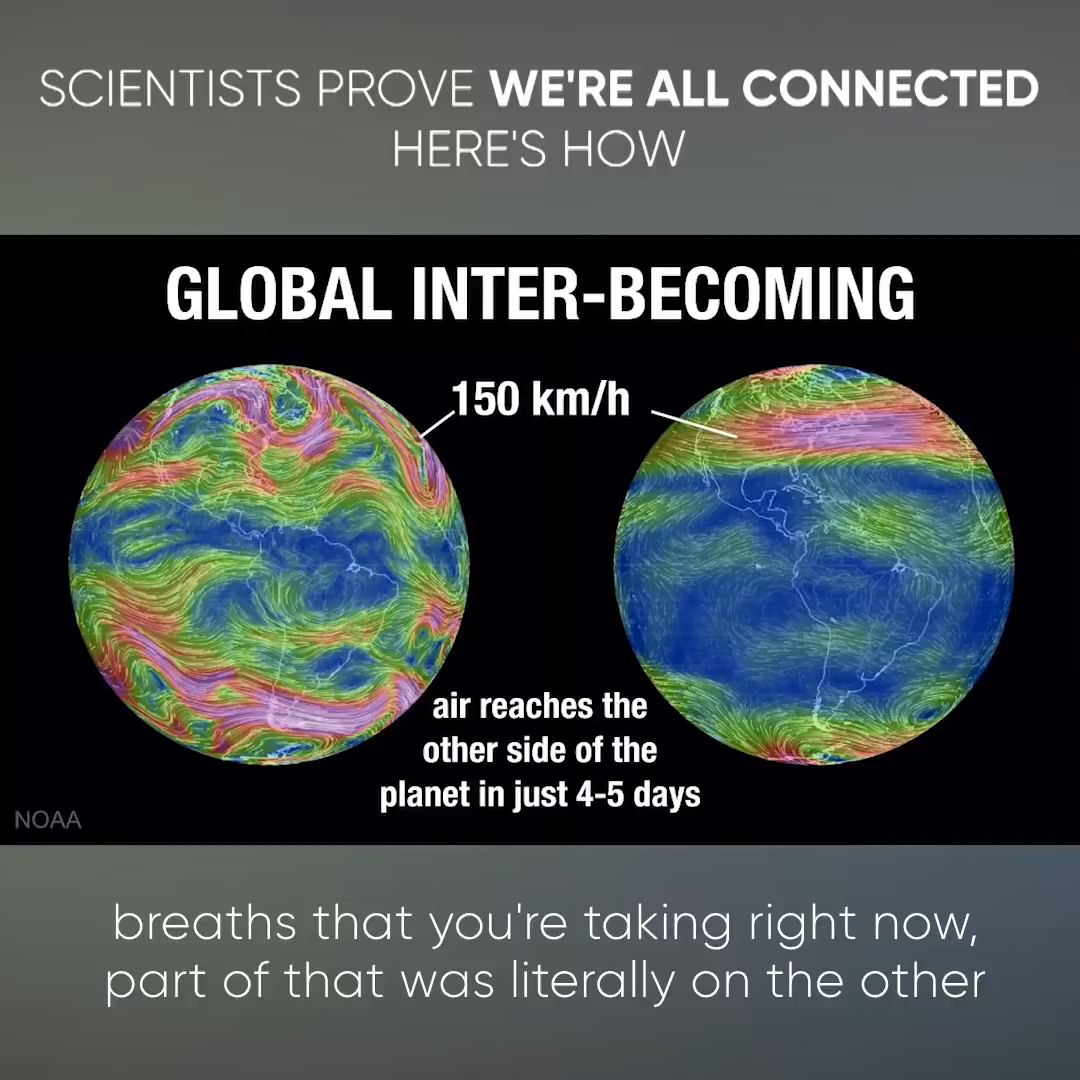 SCIENTISTS PROVE WE'RE ALL CONNECTED
HERE'S HOW
GLOBAL INTER-BECOMING
150 km/h
air reaches the
other side of the
planet in just 4-5 days
NOAA
breaths that you're taking right now,
part of that was literally on the other